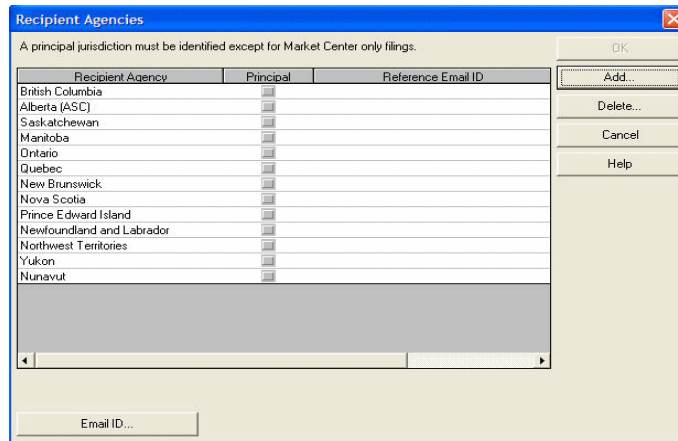 Recipient Agencies
A principal jurisdiction must be identified except for Market Center only filings.
OK
Recipient Agency Principal Reference Email ID
Add...
British Columbia
Alberta (ASC)
Delete...
Saskatchewan
Manitoba
Cancel
Ontario
Quebec
Help
New Brunswick
Nova Scotia
Prince Edward Island
Newfoundland and Labrador
Northwest Territories
Yukon
Nunavut
Email ID...